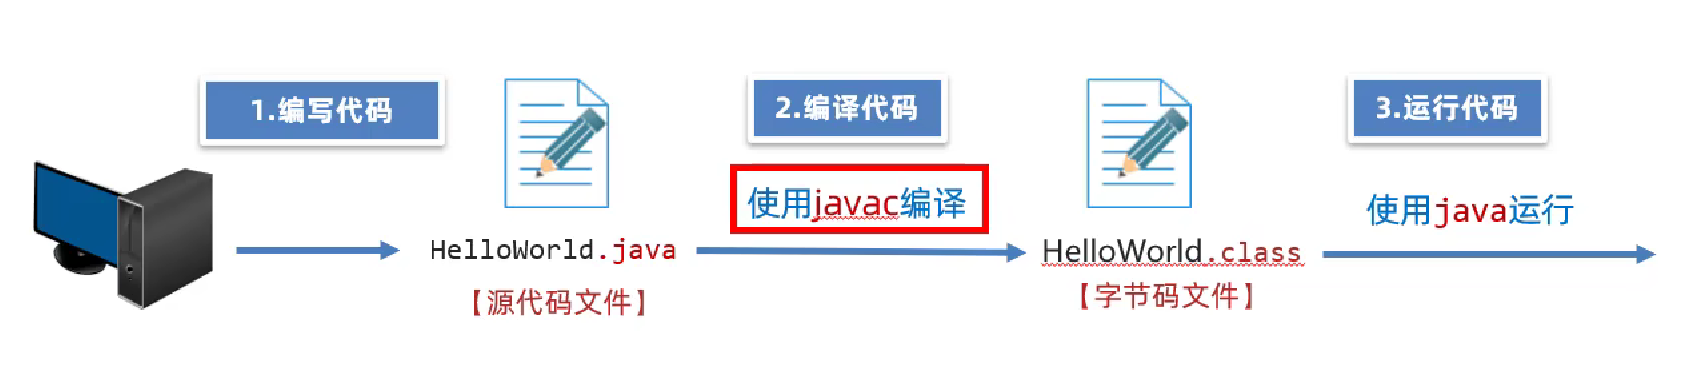 1.编写代码
2.编译代码
3.运行代码
使用javac编译
使用java运行
HelloWorld.java
HelloWorld.class
【源代码文件】
【字节码文件】